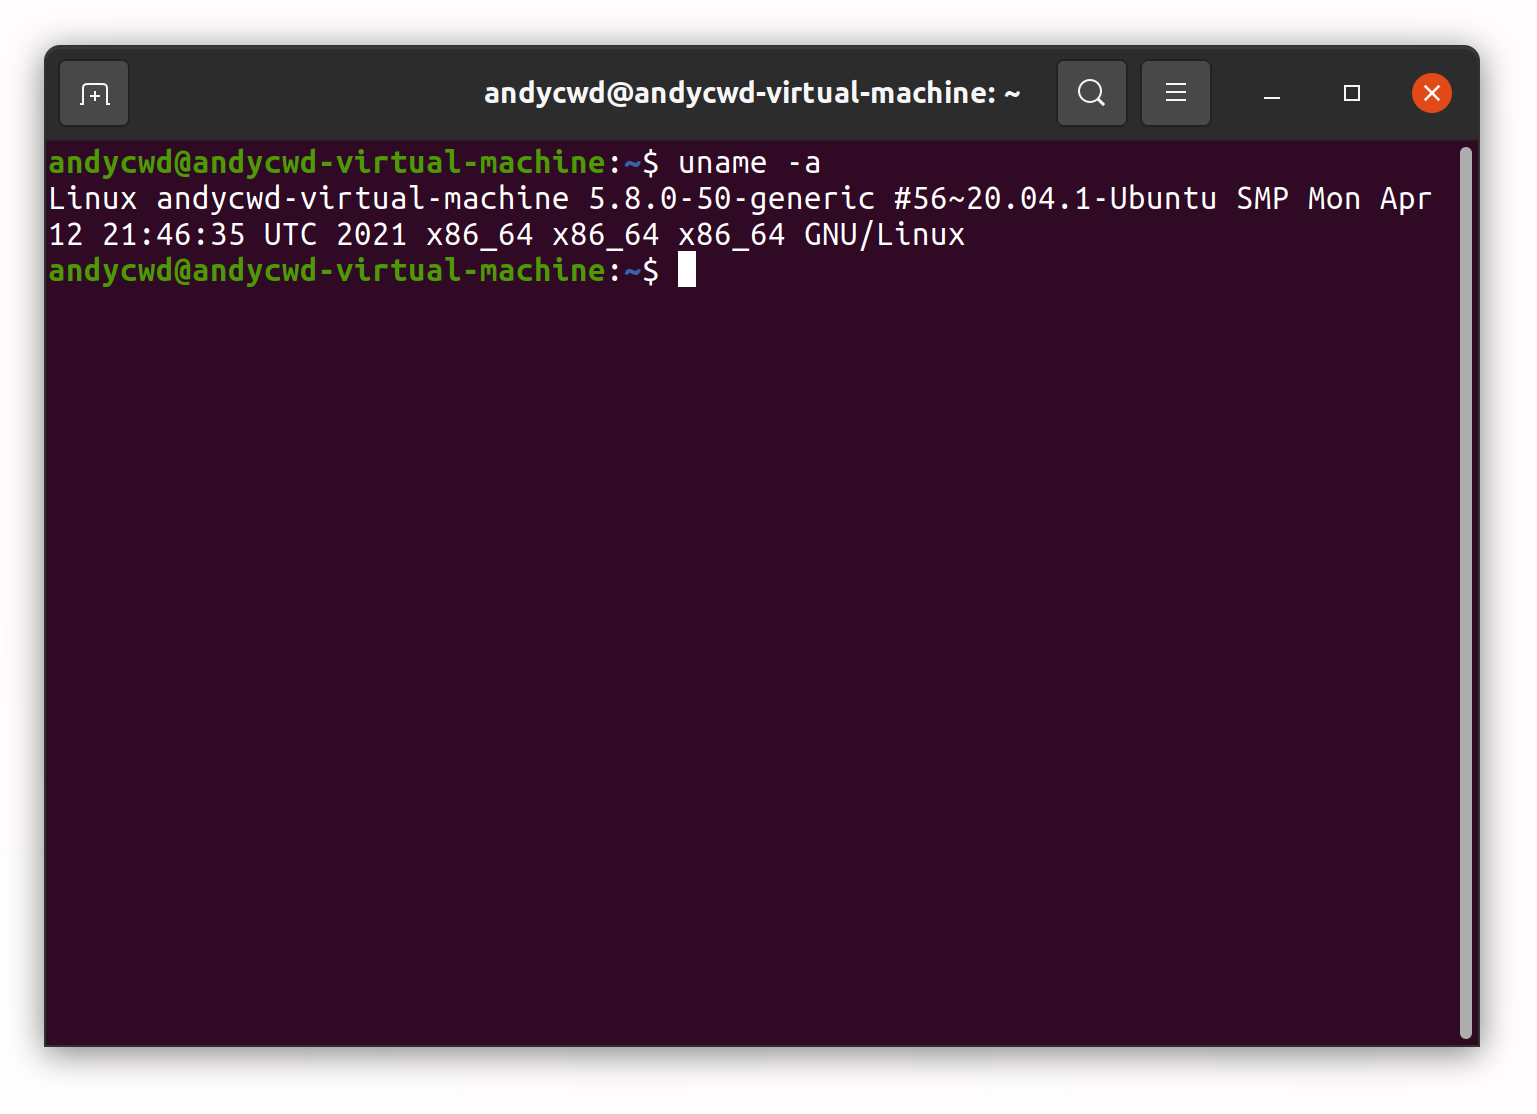 andycwd@andycwd-virtual-machine: ~
andycwd@andycwd-virtual-machine:~$ uname -a
Linux andycwd-virtual-machine 5.8.0-50-generic #56~20.04.1-Ubuntu SMP Mon Apr
12 21:46:35 UTC 2021 x86_64 x86_64 x86_64 GNU/Linux
andycwd@andycwd-virtual-machine:~$